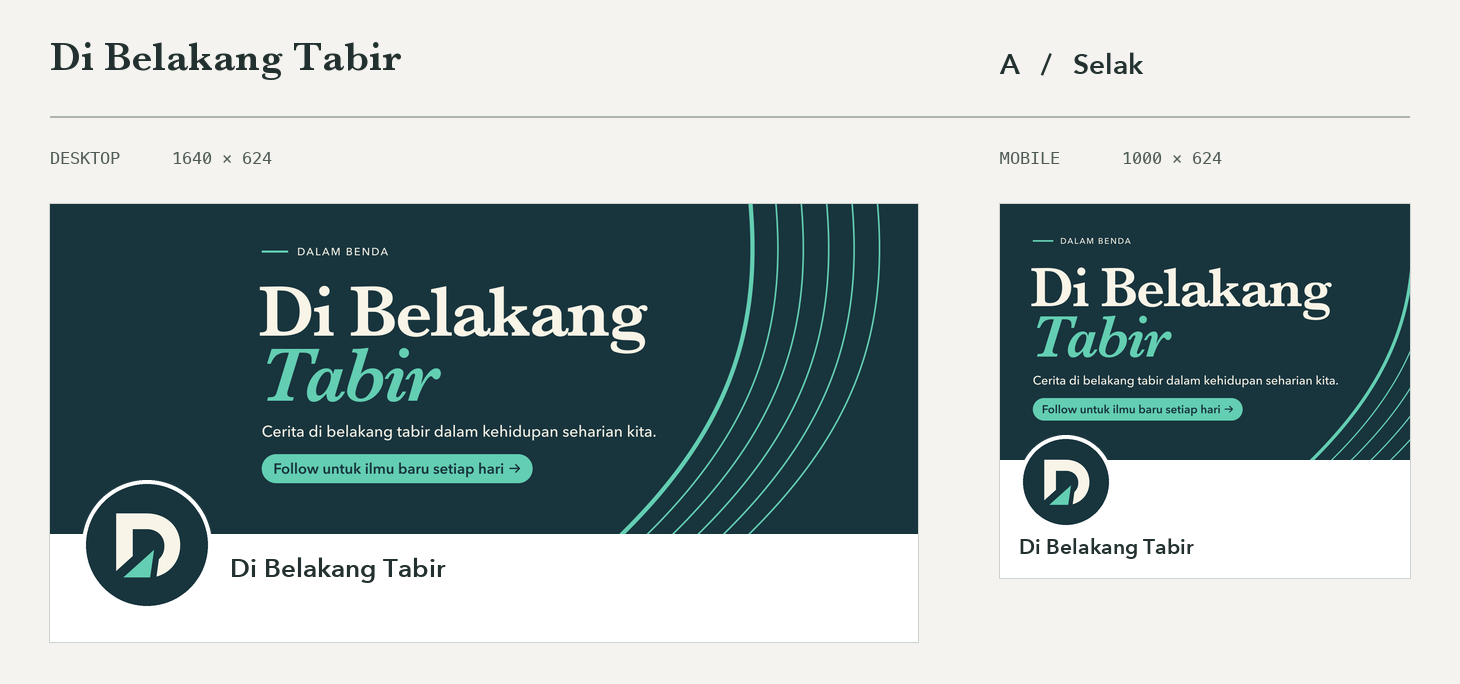 Di Belakang Tabir
A / Selak
DESKTOP 1640 × 624
MOBILE 1000 × 624
DALAM BENDA
Di Belakang
Tabir
Cerita di belakang tabir dalam kehidupan seharian kita.
Follow untuk ilmu baru setiap hari →
D
Di Belakang Tabir
DALAM BENDA
Di Belakang
Tabir
Cerita di belakang tabir dalam kehidupan seharian kita.
Follow untuk ilmu baru setiap hari →
D
Di Belakang Tabir